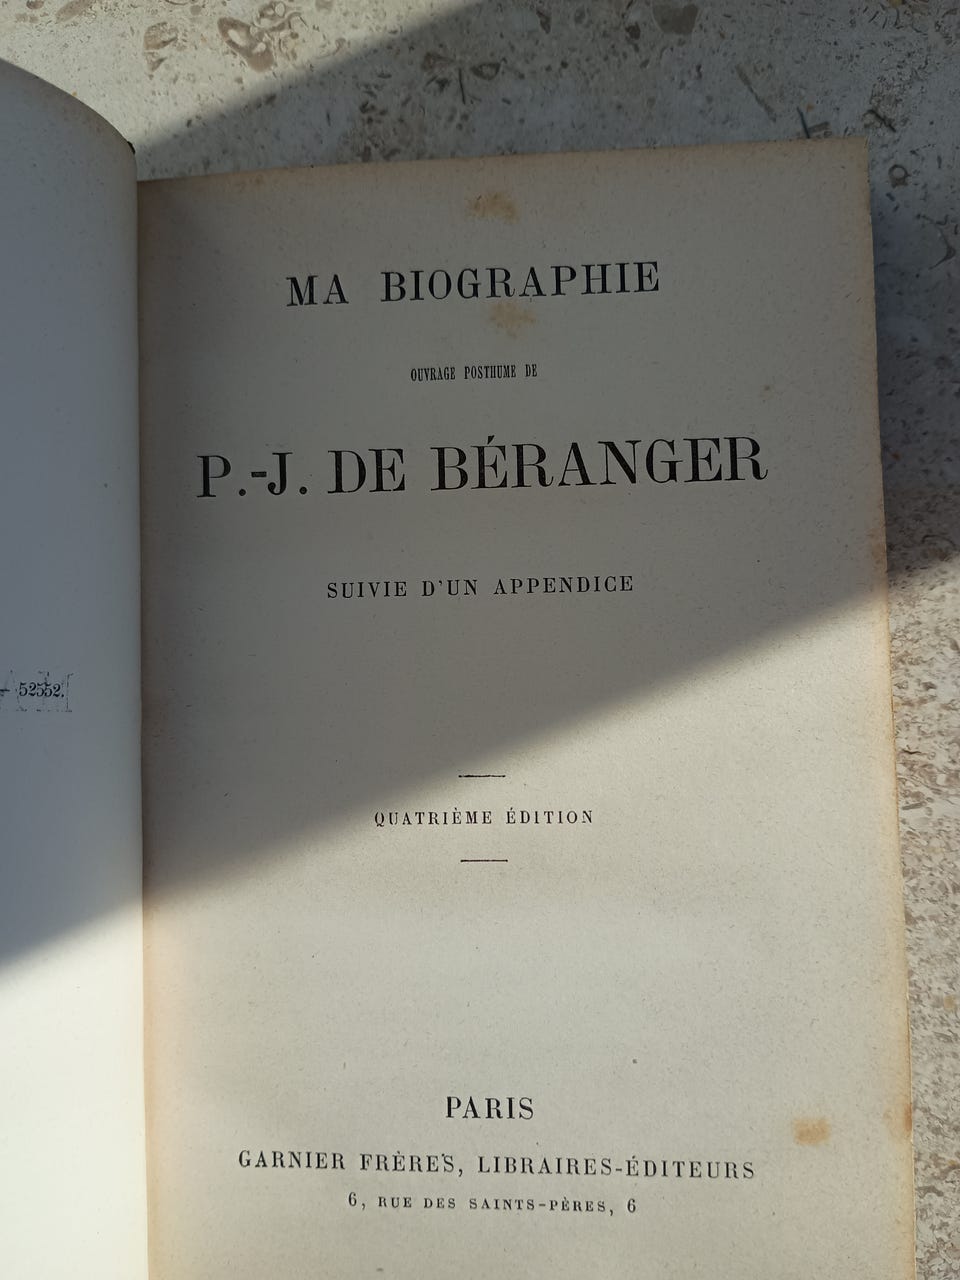 52552.
MA BIOGRAPHIE
OUVRAGE POSTHUME DE
P.-J. DE BÉRANGER
SUIVIE D'UN APPENDICE
QUATRIÈME ÉDITION
PARIS
GARNIER FRÈRES, LIBRAIRES-ÉDITEURS
6, RUE DES SAINTS-PÈRES, 6